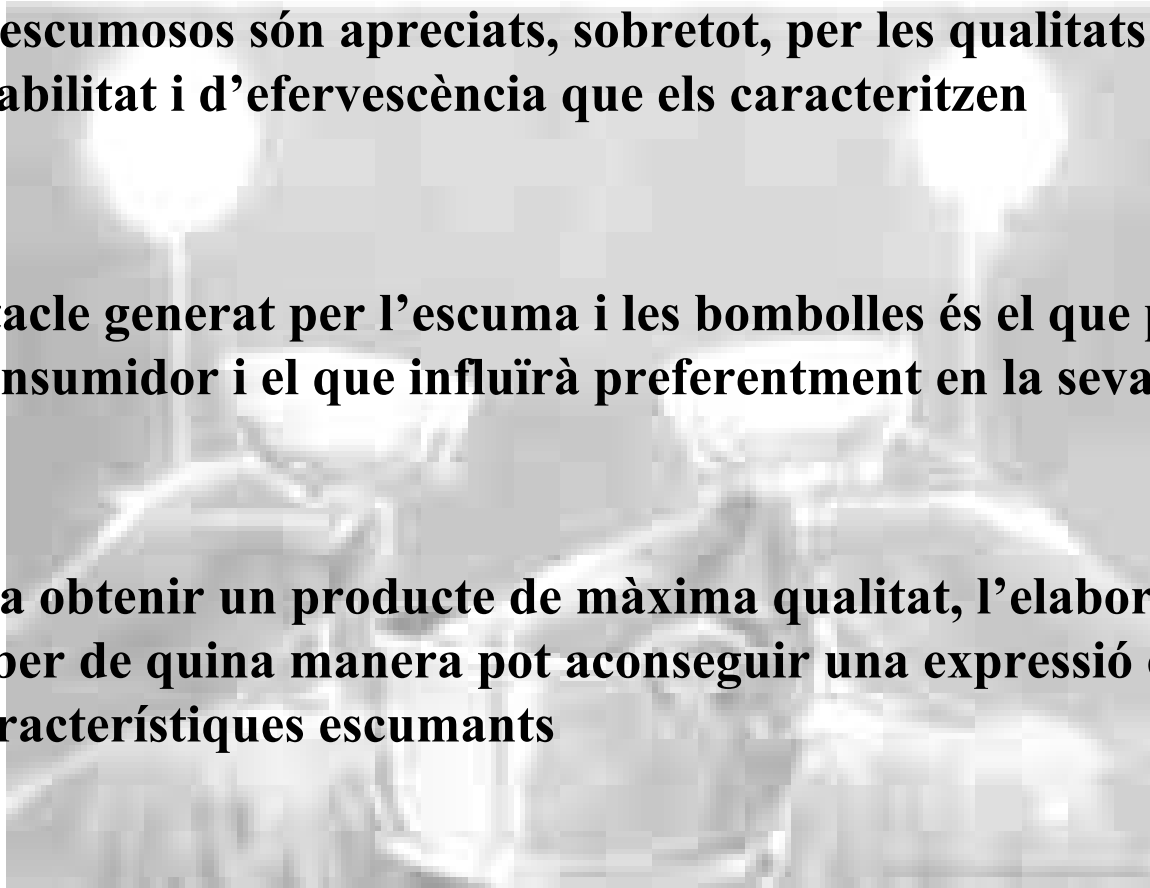 escumosos són apreciats, sobretot, per les qualitats
abilitat i d’efervescència que els caracteritzen
tacle generat per l’escuma i les bombolles és el que p
nsumidor i el que influïrà preferentment en la seva
a obtenir un producte de màxima qualitat, l’elabor
ber de quina manera pot aconseguir una expressió
racterístiques escumants